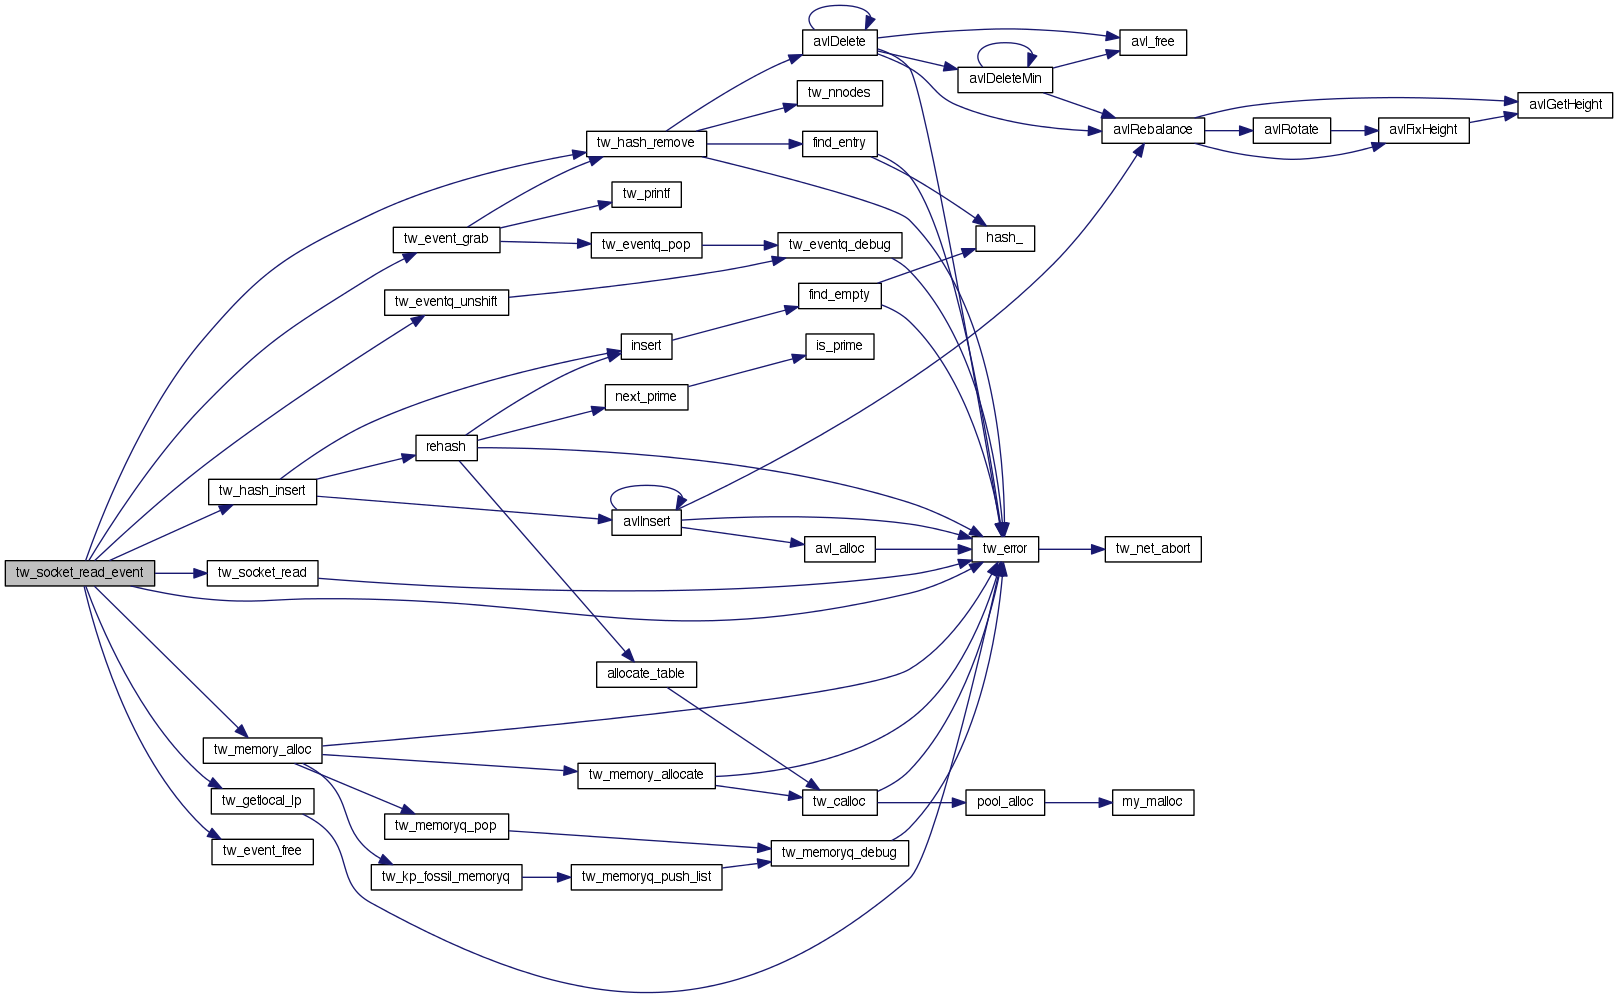 avlDelete
avl_free
avlDeleteMin
tw_nnodes
avlGetHeight
tw_hash_remove
find_entry
avlRebalance
avlRotate
avlFixHeight
tw_printf
tw_event_grab
tw_eventq_pop
tw_eventq_debug
hash_
tw_eventq_unshift
find_empty
insert
is_prime
next_prime
rehash
tw_hash_insert
avlInsert
avl_alloc
tw_error
tw_net_abort
tw_socket_read_event
tw_socket_read
allocate_table
tw_memory_alloc
tw_memory_allocate
tw_getlocal_lp
tw_calloc
pool_alloc
my_malloc
tw_memoryq_pop
tw_event_free
tw_memoryq_debug
tw_kp_fossil_memoryq
tw_memoryq_push_list